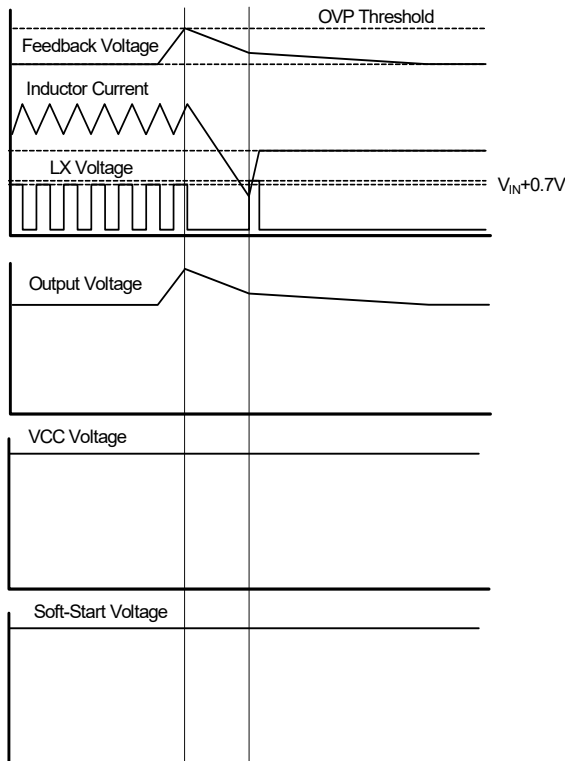 OVP Threshold
Feedback Voltage
Inductor Current
LX Voltage
VIN+0.7V
Output Voltage
VCC Voltage
Soft-Start Voltage